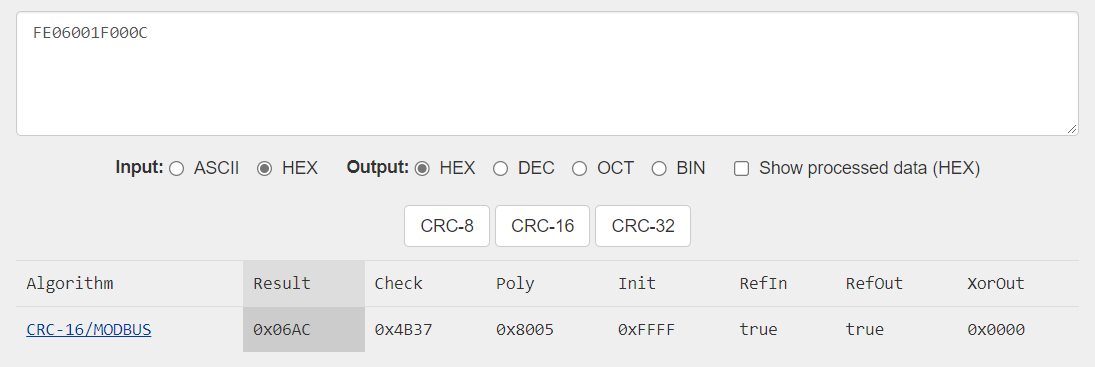 FE06001F000C
Input: ASCII HEX Output: HEX DEC OCT BIN Show processed data (HEX)
CRC-8 CRC-16 CRC-32
Algorithm Result Check Poly Init RefIn RefOut XorOut
CRC-16/MODBUS 0x06AC 0x4B37 0x8005 0xFFFF true true 0x0000